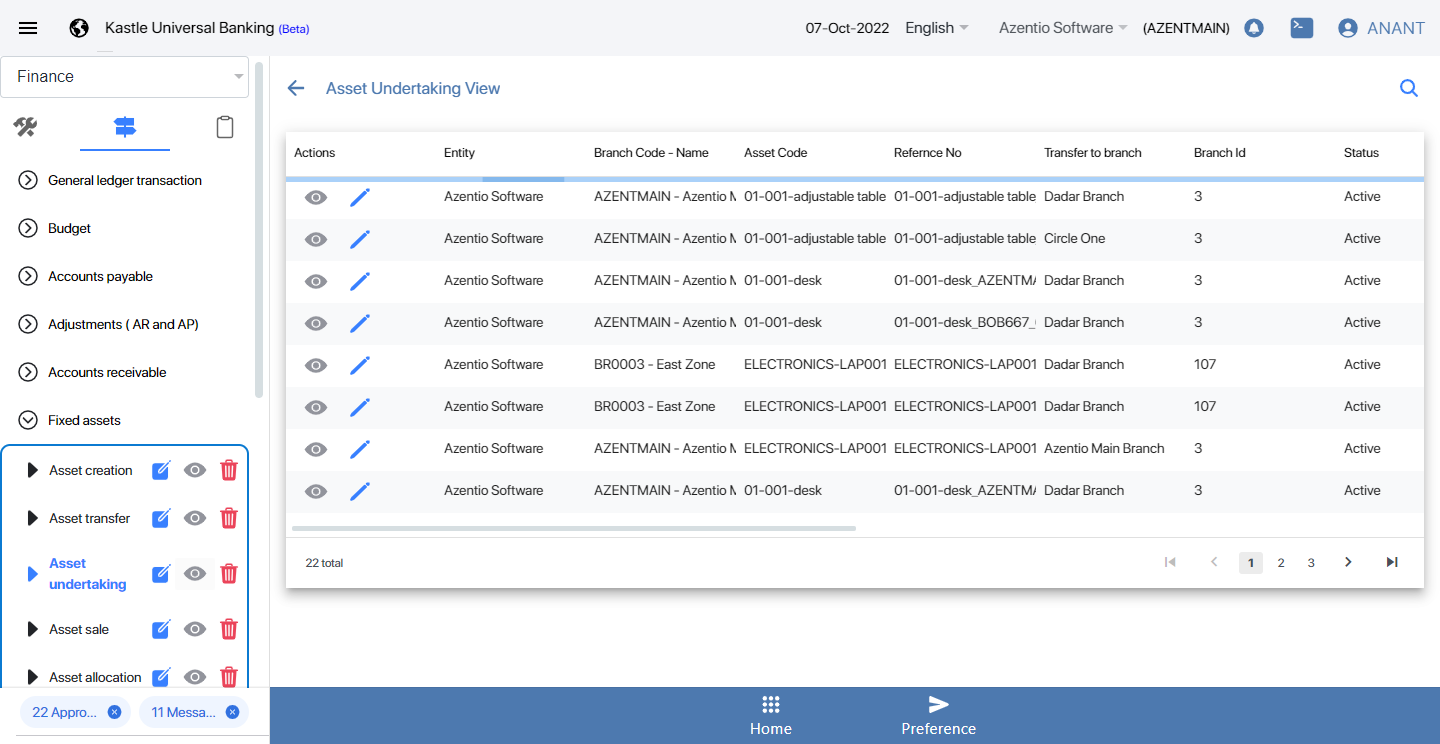 Kastle Universal Banking (Beta)
07-Oct-2022 English Azentio Software (AZENTMAIN) ANANT
Finance
General ledger transaction
Budget
Accounts payable
Adjustments ( AR and AP)
Accounts receivable
Fixed assets
Asset creation
Asset transfer
Asset
undertaking
Asset sale
Asset allocation
22 Appro...
11 Messa...
Asset Undertaking View
Actions Entity Branch Code - Name Asset Code Refernce No Transfer to branch Branch Id Status
Azentio Software AZENTMAIN - Azentio M 01-001-adjustable table 01-001-adjustable table Dadar Branch 3 Active
Azentio Software AZENTMAIN - Azentio M 01-001-adjustable table 01-001-adjustable table Circle One 3 Active
Azentio Software AZENTMAIN - Azentio M 01-001-desk 01-001-desk_AZENTMA Dadar Branch 3 Active
Azentio Software AZENTMAIN - Azentio M 01-001-desk 01-001-desk_BOB667_ Dadar Branch 3 Active
Azentio Software BR0003 - East Zone ELECTRONICS-LAP001 ELECTRONICS-LAP001 Dadar Branch 107 Active
Azentio Software BR0003 - East Zone ELECTRONICS-LAP001 ELECTRONICS-LAP001 Dadar Branch 107 Active
Azentio Software AZENTMAIN - Azentio M ELECTRONICS-LAP001 ELECTRONICS-LAP001 Azentio Main Branch 3 Active
Azentio Software AZENTMAIN - Azentio M 01-001-desk 01-001-desk_AZENTMA Dadar Branch 3 Active
22 total
1 2 3
Home
Preference